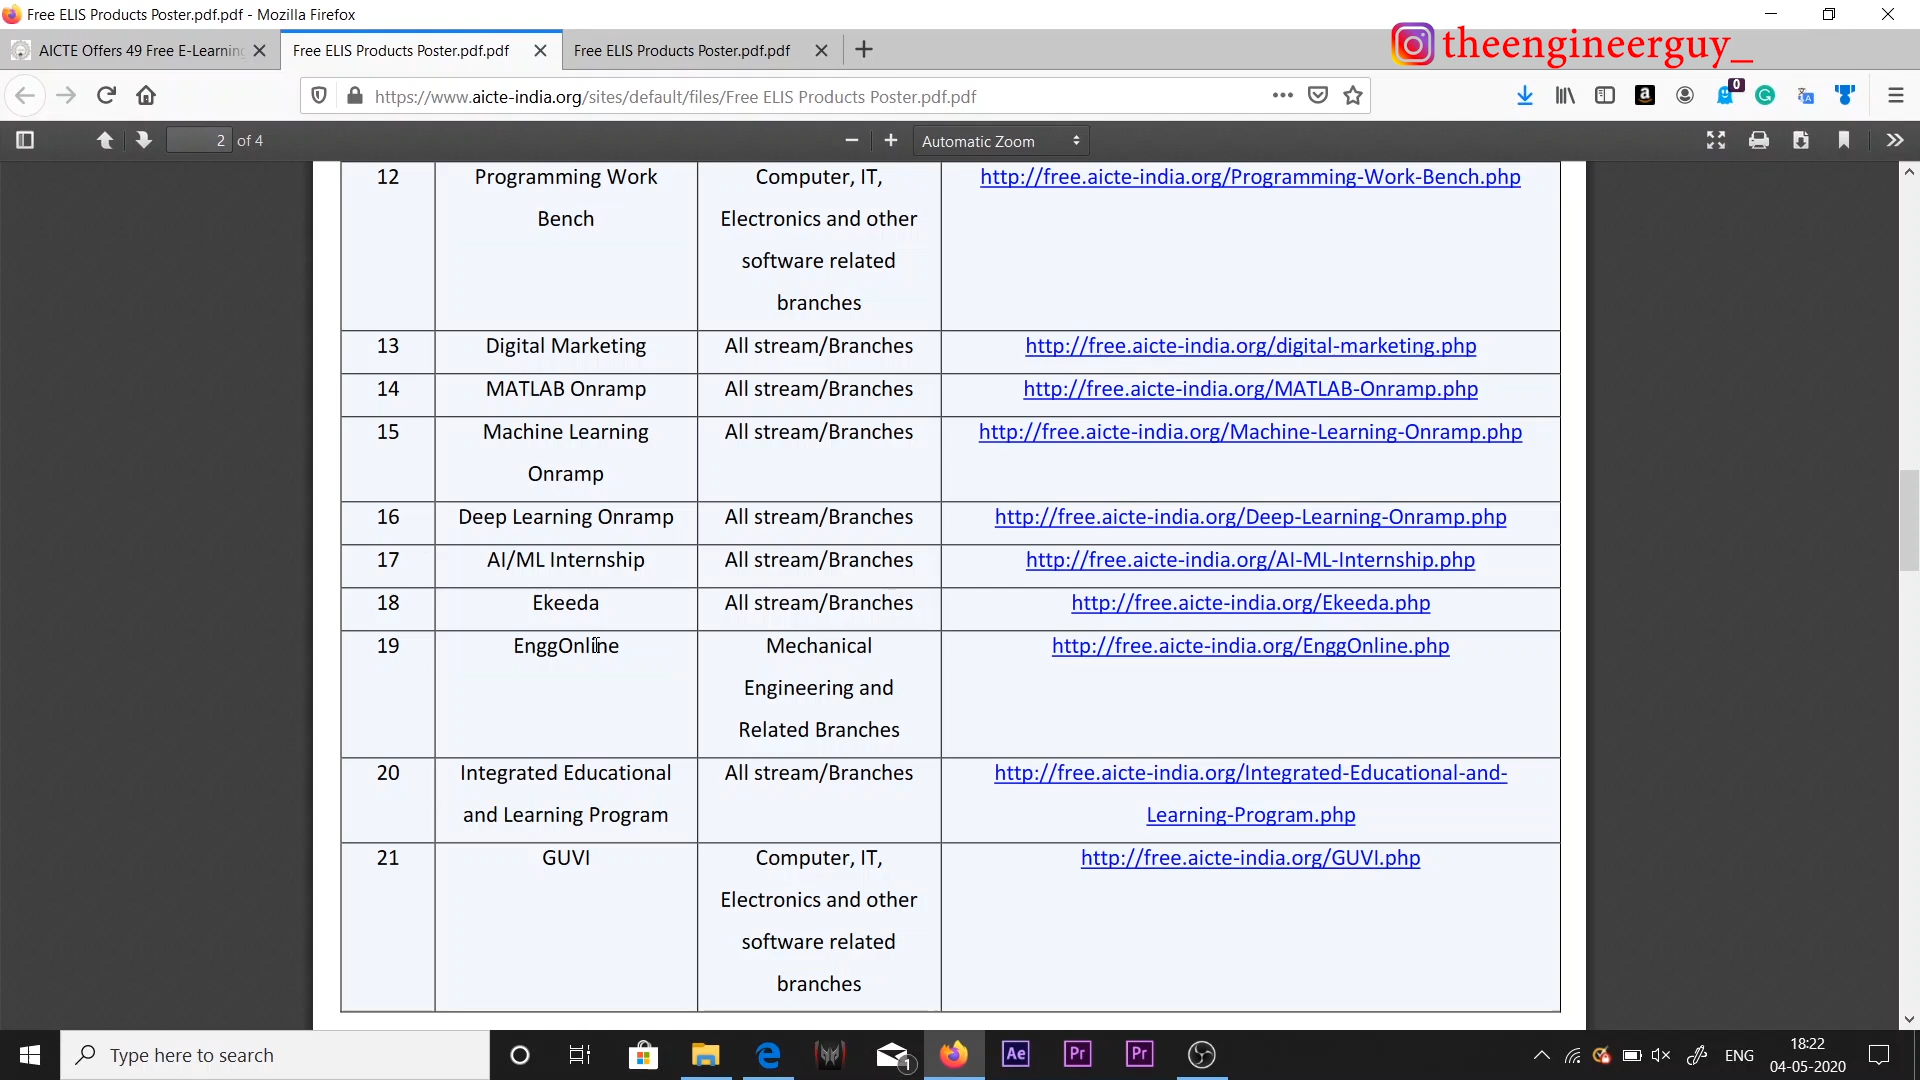 Free ELIS Products Poster.pdf.pdf - Mozilla Firefox
AICTE Offers 49 Free E-Learning
Free ELIS Products Poster.pdf.pdf
Free ELIS Products Poster.pdf.pdf
theengineerguy_
https://www.aicte-india.org/sites/default/files/Free ELIS Products Poster.pdf.pdf
0
2 of 4
Automatic Zoom
12 Programming Work Computer, IT, http://free.aicte-india.org/Programming-Work-Bench.php
Bench Electronics and other
software related
branches
13 Digital Marketing All stream/Branches http://free.aicte-india.org/digital-marketing.php
14 MATLAB Onramp All stream/Branches http://free.aicte-india.org/MATLAB-Onramp.php
15 Machine Learning All stream/Branches http://free.aicte-india.org/Machine-Learning-Onramp.php
Onramp
16 Deep Learning Onramp All stream/Branches http://free.aicte-india.org/Deep-Learning-Onramp.php
17 AI/ML Internship All stream/Branches http://free.aicte-india.org/AI-ML-Internship.php
18 Ekeeda All stream/Branches http://free.aicte-india.org/Ekeeda.php
19 EnggOnline Mechanical http://free.aicte-india.org/EnggOnline.php
Engineering and
Related Branches
20 Integrated Educational All stream/Branches http://free.aicte-india.org/Integrated-Educational-and-
and Learning Program Learning-Program.php
21 GUVI Computer, IT, http://free.aicte-india.org/GUVI.php
Electronics and other
software related
branches
Type here to search
1
Ae
Pr
Pr
ENG
18:22
04-05-2020